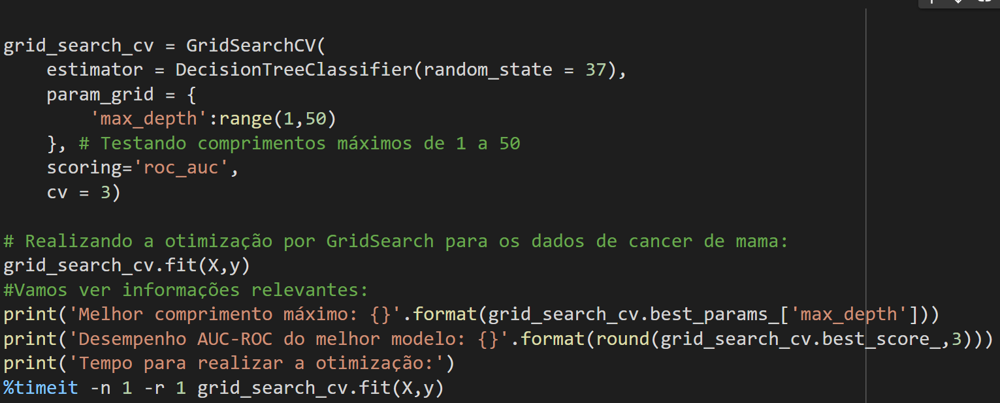 grid_search_cv = GridSearchCV(
    estimator = DecisionTreeClassifier(random_state = 37),
    param_grid = {
        'max_depth':range(1,50)
    }, # Testando comprimentos máximos de 1 a 50
    scoring='roc_auc',
    cv = 3)
# Realizando a otimização por GridSearch para os dados de cancer de mama:
grid_search_cv.fit(X,y)
#Vamos ver informações relevantes:
print('Melhor comprimento máximo: {}'.format(grid_search_cv.best_params_['max_depth']))
print('Desempenho AUC-ROC do melhor modelo: {}'.format(round(grid_search_cv.best_score_,3)))
print('Tempo para realizar a otimização:')
%timeit -n 1 -r 1 grid_search_cv.fit(X,y)